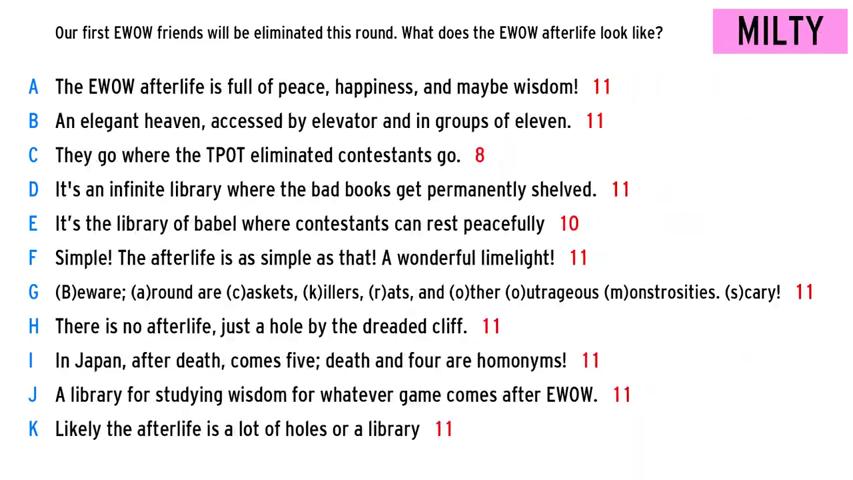 Our first EWOW friends will be eliminated this round. What does the EWOW afterlife look like?
MILTY
A The EWOW afterlife is full of peace, happiness, and maybe wisdom! 11
B An elegant heaven, accessed by elevator and in groups of eleven. 11
C They go where the TPOT eliminated contestants go. 8
D It's an infinite library where the bad books get permanently shelved. 11
E It’s the library of babel where contestants can rest peacefully 10
F Simple! The afterlife is as simple as that! A wonderful limelight! 11
G (B)eware; (a)round are (c)askets, (k)illers, (r)ats, and (o)ther (o)utrageous (m)onstrosities. (s)cary! 11
H There is no afterlife, just a hole by the dreaded cliff. 11
I In Japan, after death, comes five; death and four are homonyms! 11
J A library for studying wisdom for whatever game comes after EWOW. 11
K Likely the afterlife is a lot of holes or a library 11